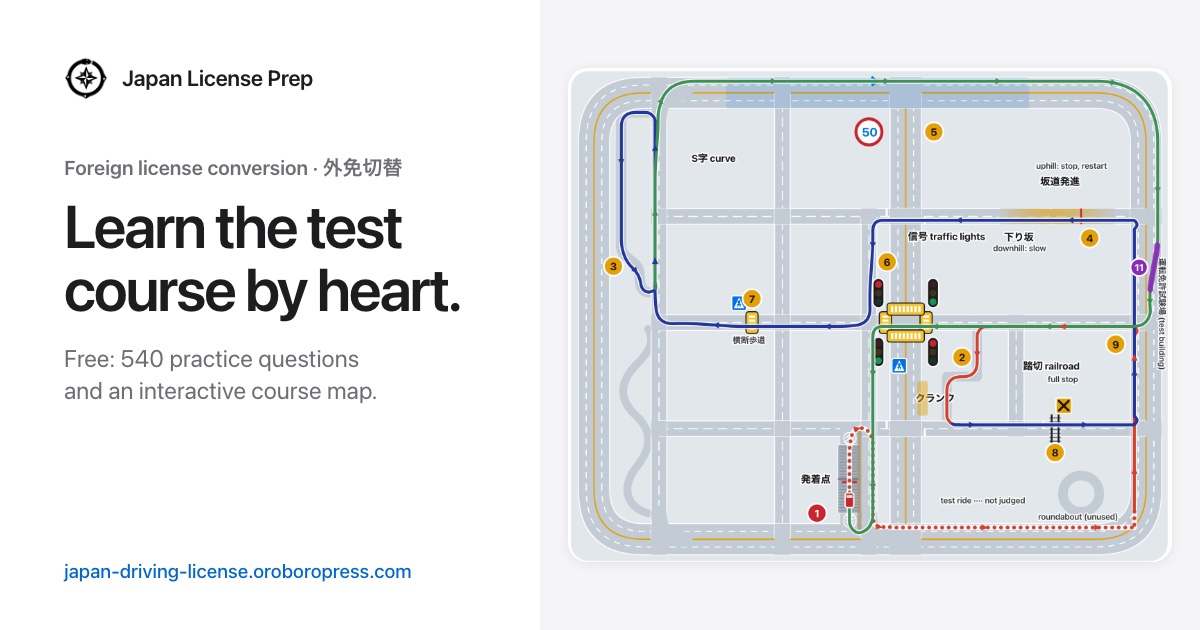 Japan License Prep
Foreign license conversion · 外免切替
Learn the test
course by heart.
Free: 540 practice questions
and an interactive course map.
japan-driving-license.oroboropress.com
50
5
S字 curve
uphill: stop, restart
坂道発進
信号 traffic lights
下り坂
downhill: slow
4
3
6
11
運転免許試験場 (test building)
7
横断歩道
2
9
踏切 railroad
full stop
クランク
8
発着点
1
test ride ···· not judged
roundabout (unused)